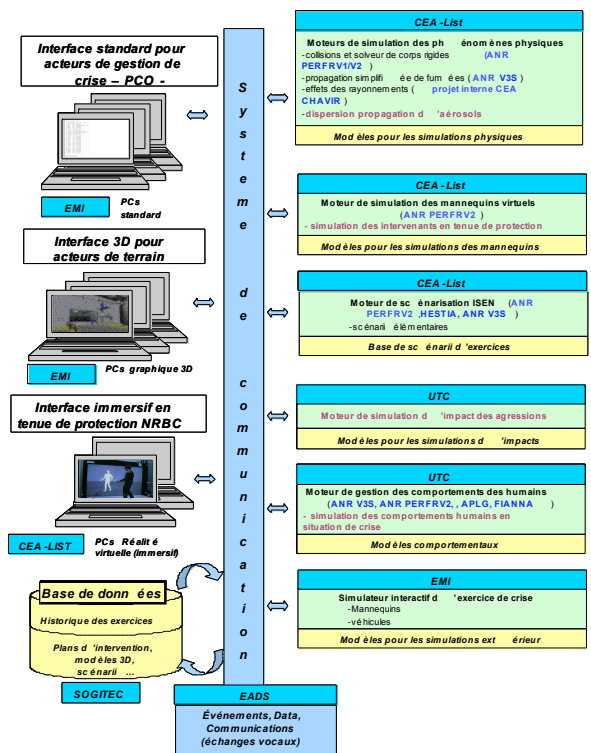 Interface standard pour
acteurs de gestion de
crise – PCO -
EMI
PCs
standard
Interface 3D pour
acteurs de terrain
EMI
PCs graphique 3D
Interface immersif en
tenue de protection NRBC
CEA -LIST
PCs Réalit é
virtuelle (immersif)
Base de donn ées
Historique des exercices
Plans d 'intervention,
mod èles 3D,
sc énarii ...
SOGITEC
S
y
s
t
e
m
e
d
e
c
o
m
m
u
n
i
c
a
t
i
o
n
EADS
Événements, Data,
Communications
(échanges vocaux)
CEA -List
Moteurs de simulation des ph énom ènes physiques
-collisions et solveur de corps rigides (ANR
PERFRV1/V2 )
-propagation simplifi ée de fum ées ( ANR V3S )
-effets des rayonnements ( projet interne CEA
CHAVIR )
-dispersion propagation d 'aérosols
Mod èles pour les simulations physiques
CEA -List
Moteur de simulation des mannequins virtuels
(ANR PERFRV2 )
- simulation des intervenants en tenue de protection
Mod èles pour les simulations des mannequins
CEA -List
Moteur de sc énarisation ISEN (ANR
PERFRV2 ,HESTIA, ANR V3S )
-sc énarii élémentaires
Base de sc énarii d 'exercices
UTC
Moteur de simulation d 'impact des agressions
Mod èles pour les simulations d 'impacts
UTC
Moteur de gestion des comportements des humains
(ANR V3S, ANR PERFRV2, , APLG, FIANNA )
- simulation des comportements humains en
situation de crise
Mod èles comportementaux
EMI
Simulateur interactif d 'exercice de crise
-Mannequins
-véhicules
Mod èles pour les simulations ext érieur